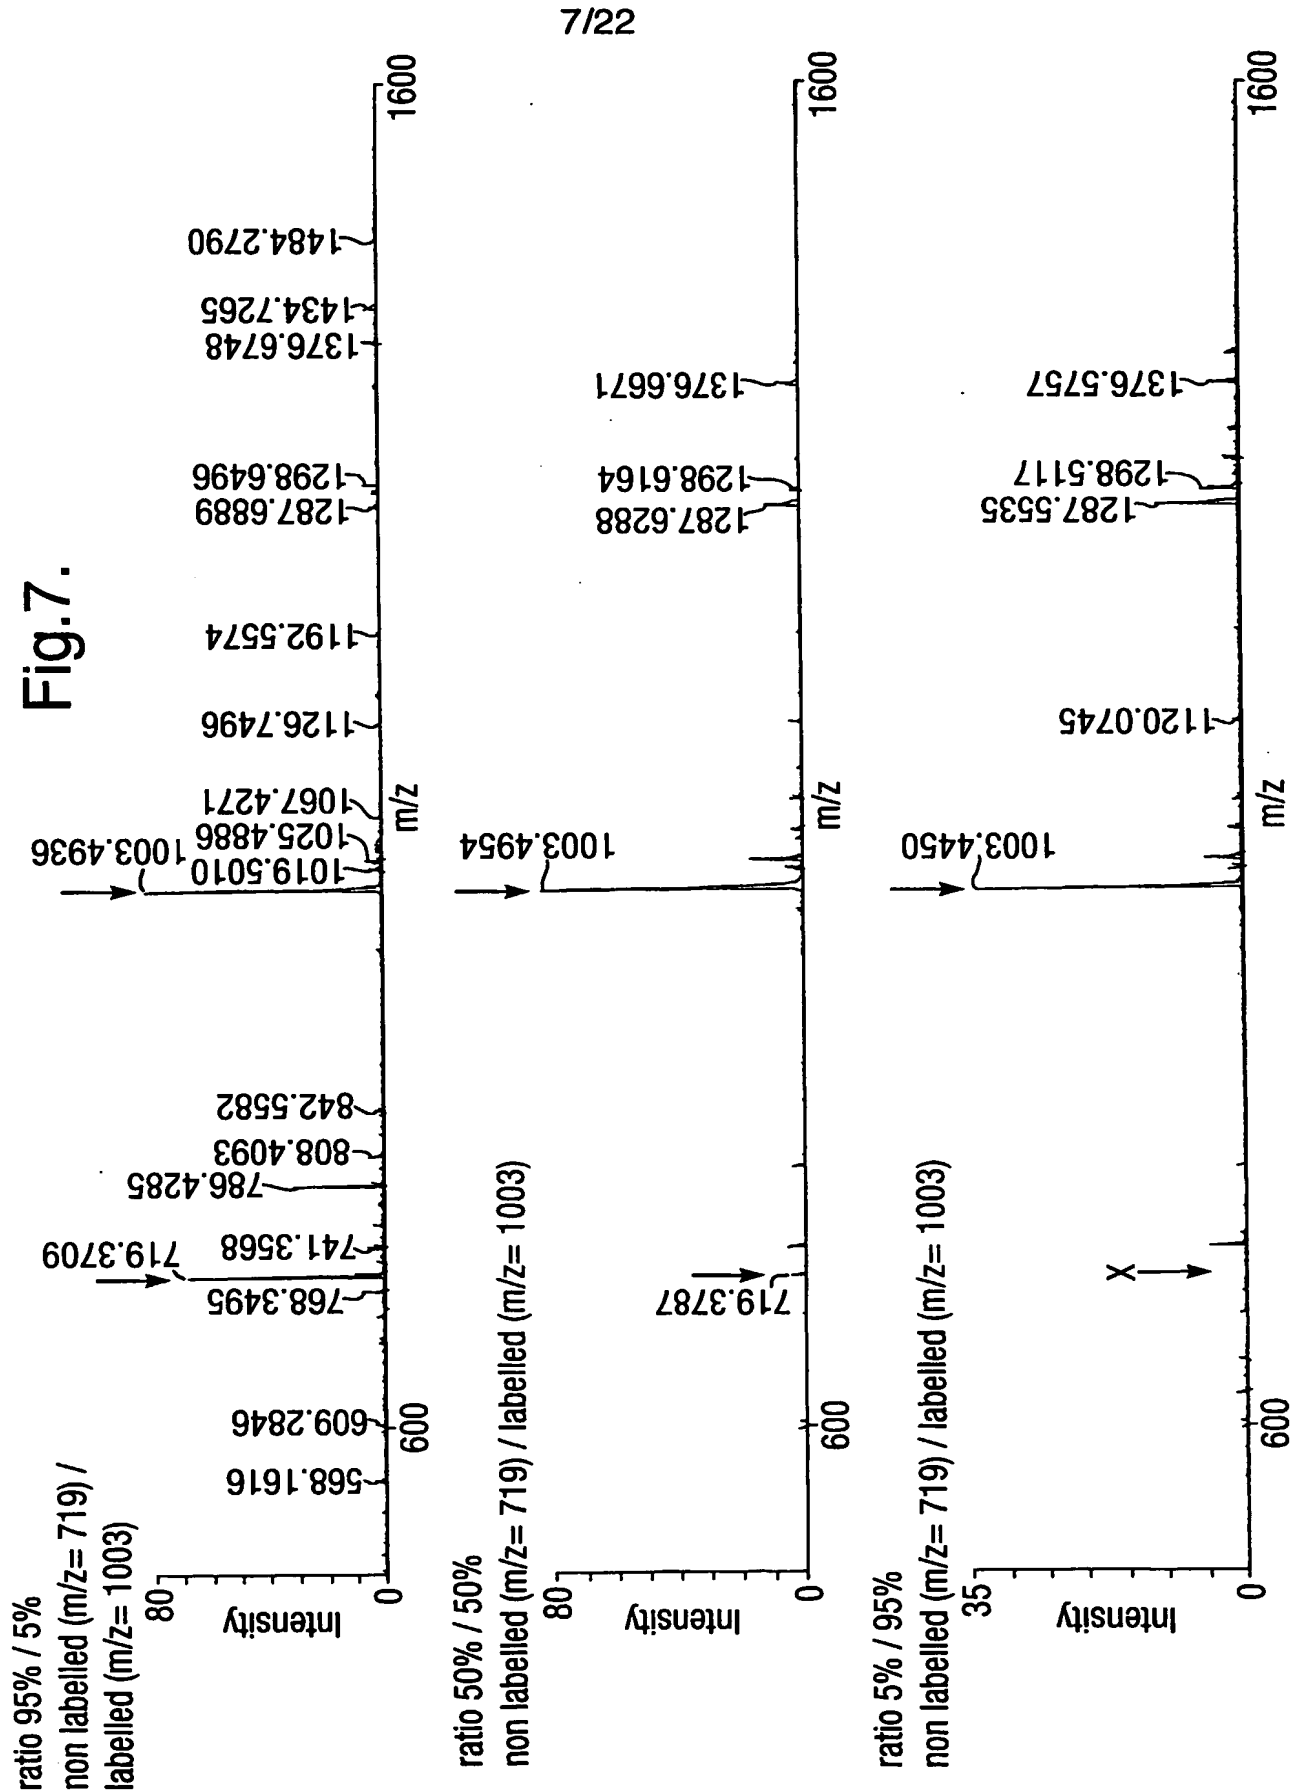 7/22
Fig.7.
ratio 95% / 5%
non labelled (m/z= 719) /
labelled (m/z= 1003)
80
Intensity
0
568.1616
609.2846
768.3495
719.3709
741.3568
786.4285
808.4093
842.5582
1003.4936
1019.5010
1025.4886
1067.4271
1126.7496
1192.5574
1287.6889
1298.6496
1376.6748
1434.7265
1484.2790
600
m/z
1600
ratio 50% / 50%
non labelled (m/z= 719) / labelled (m/z= 1003)
80
Intensity
0
719.3787
1003.4954
1287.6288
1298.6164
1376.6671
600
m/z
1600
ratio 5% / 95%
non labelled (m/z= 719) / labelled (m/z= 1003)
35
Intensity
0
X
1003.4450
1120.0745
1287.5535
1298.5117
1376.5757
600
m/z
1600